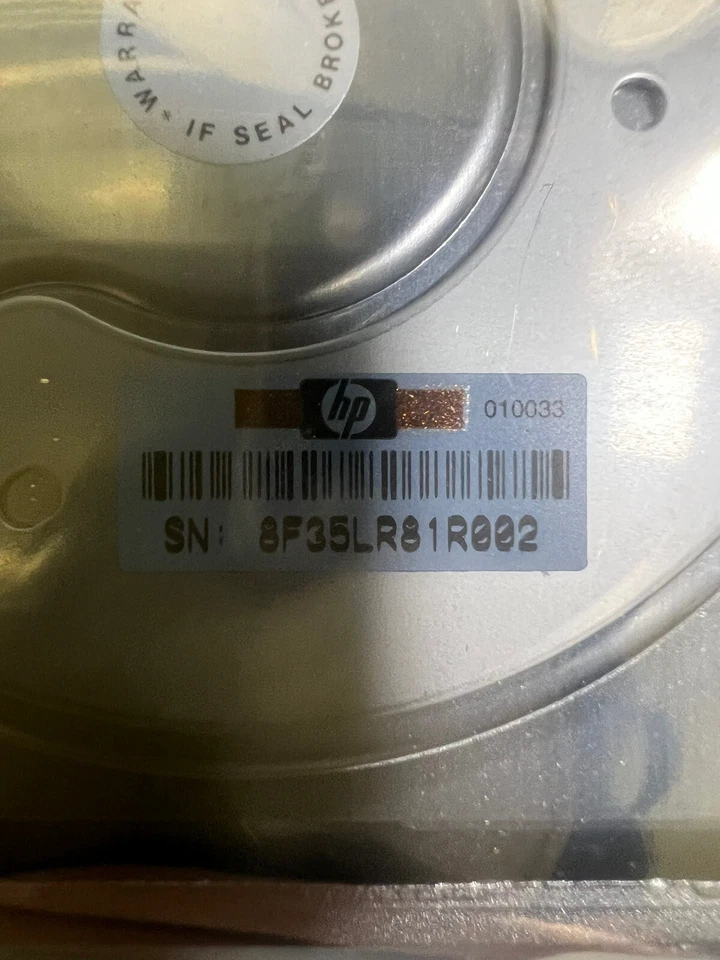 WARRA
* IF SEAL BROKE
hp
010033
SN: 8F35LR81R002